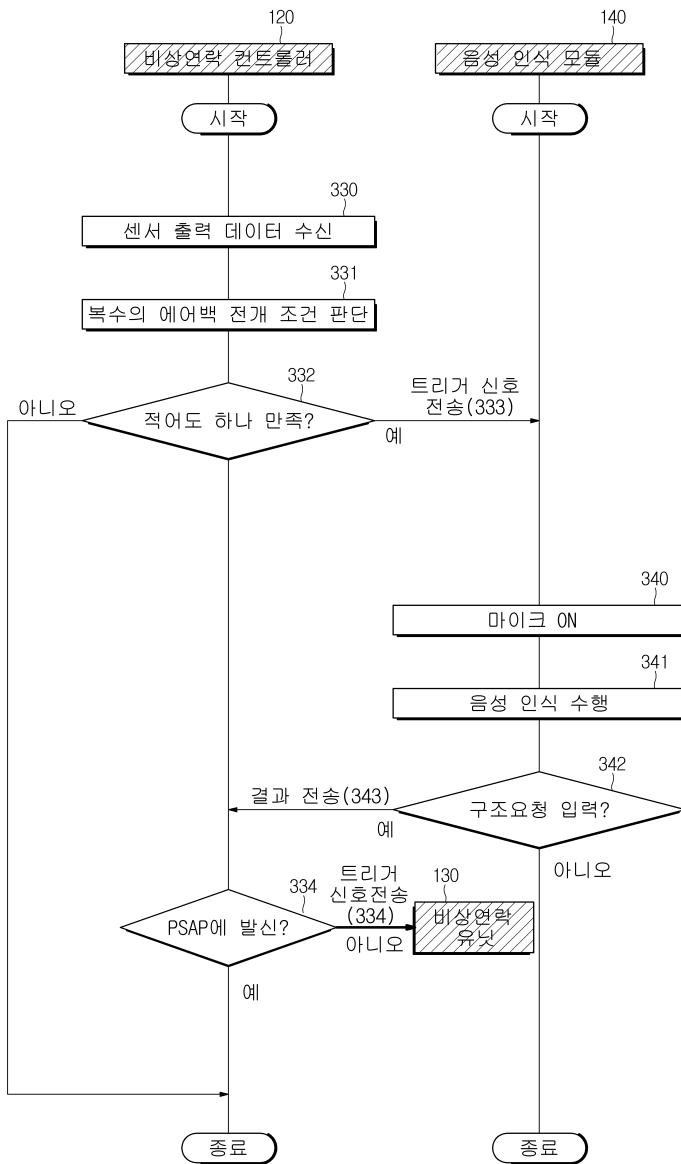 120
140
비상연락 컨트롤러
음성 인식 모듈
시작
시작
330
센서 출력 데이터 수신
331
복수의 에어백 전개 조건 판단
332
적어도 하나 만족?
아니오
예
트리거 신호
전송(333)
340
마이크 ON
341
음성 인식 수행
342
구조요청 입력?
결과 전송(343)
예
아니오
334
PSAP에 발신?
트리거
신호전송
(334)
아니오
130
비상연락
유닛
예
종료
종료